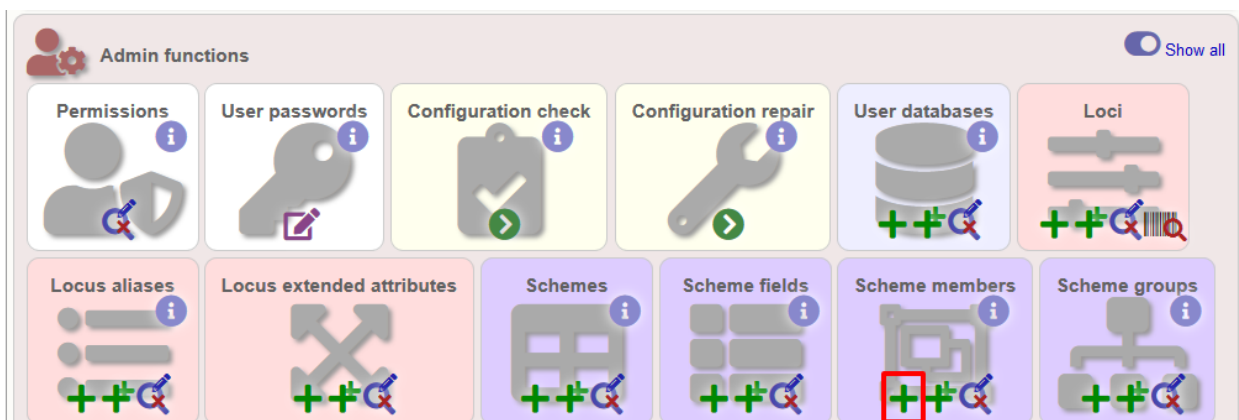 Admin functions
Show all
Permissions
User passwords
Configuration check
Configuration repair
User databases
Loci
Locus aliases
Locus extended attributes
Schemes
Scheme fields
Scheme members
Scheme groups